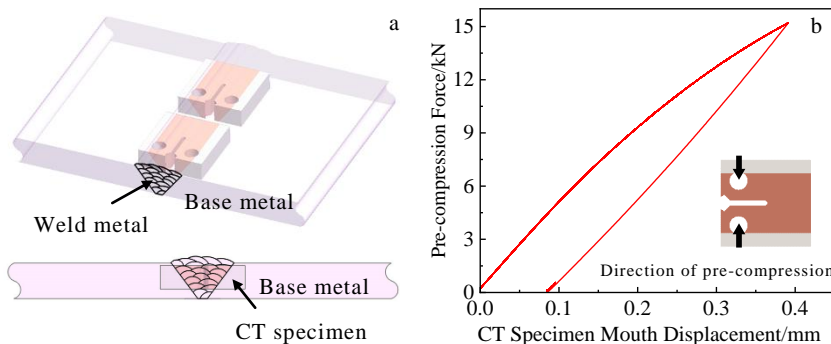 a
Base metal
Weld metal
Base metal
CT specimen
b
Pre-compression Force/kN
15
12
9
6
3
0
0.0
0.1
0.2
0.3
0.4
Direction of pre-compression
CT Specimen Mouth Displacement/mm